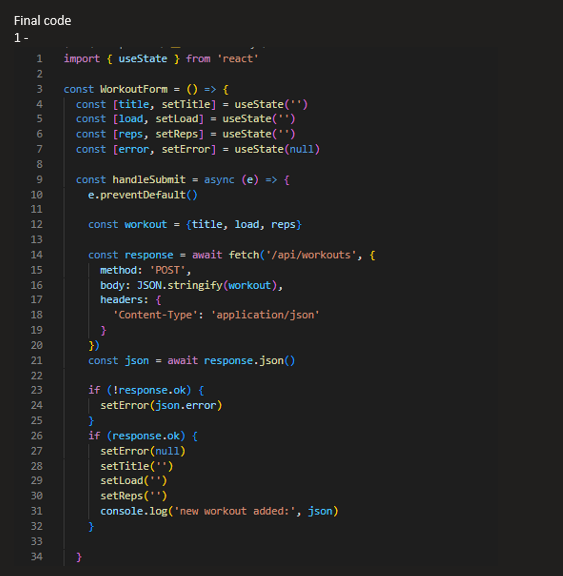 Final code
1 -
1 import { useState } from 'react'
2
3 const WorkoutForm = () => {
4   const [title, setTitle] = useState('')
5   const [load, setLoad] = useState('')
6   const [reps, setReps] = useState('')
7   const [error, setError] = useState(null)
8
9   const handleSubmit = async (e) => {
10     e.preventDefault()
11
12     const workout = {title, load, reps}
13
14     const response = await fetch('/api/workouts', {
15       method: 'POST',
16       body: JSON.stringify(workout),
17       headers: {
18         'Content-Type': 'application/json'
19       }
20     })
21     const json = await response.json()
22
23     if (!response.ok) {
24       setError(json.error)
25     }
26     if (response.ok) {
27       setError(null)
28       setTitle('')
29       setLoad('')
30       setReps('')
31       console.log('new workout added:', json)
32     }
33
34   }